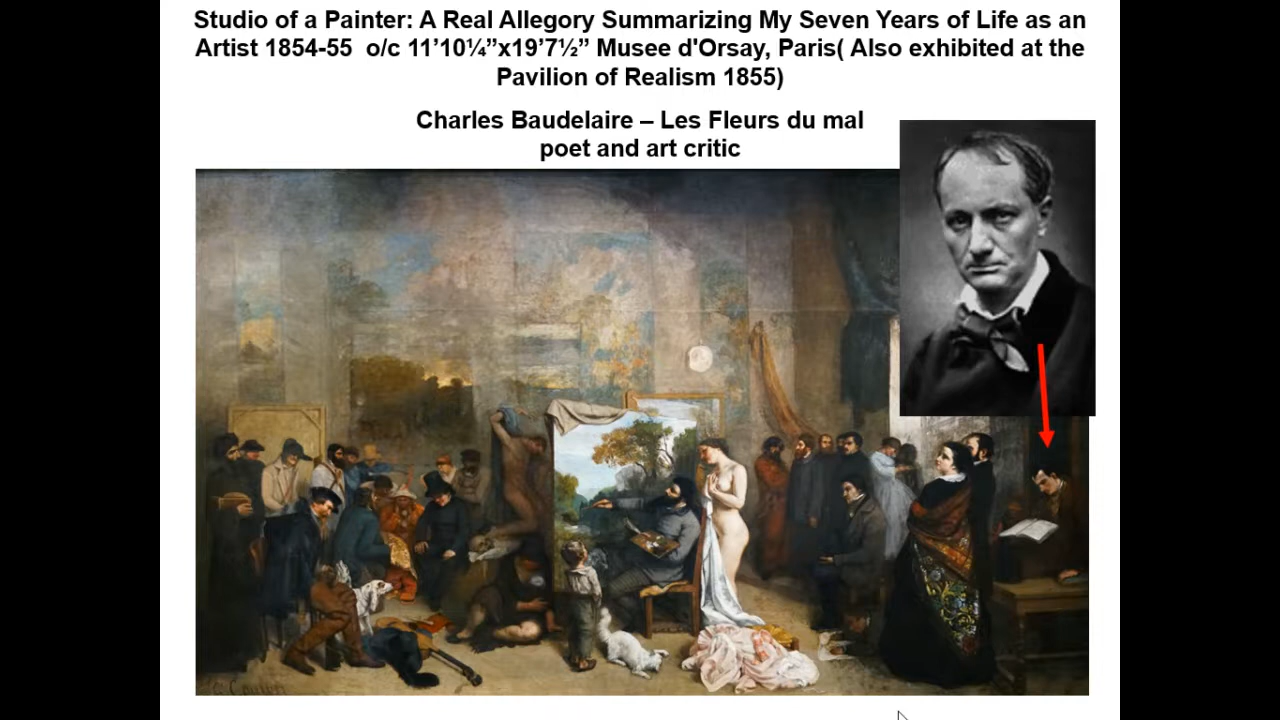 Studio of a Painter: A Real Allegory Summarizing My Seven Years of Life as an
Artist 1854-55  o/c 11’10¼”x19’7½” Musee d'Orsay, Paris( Also exhibited at the
Pavilion of Realism 1855)
Charles Baudelaire – Les Fleurs du mal
poet and art critic